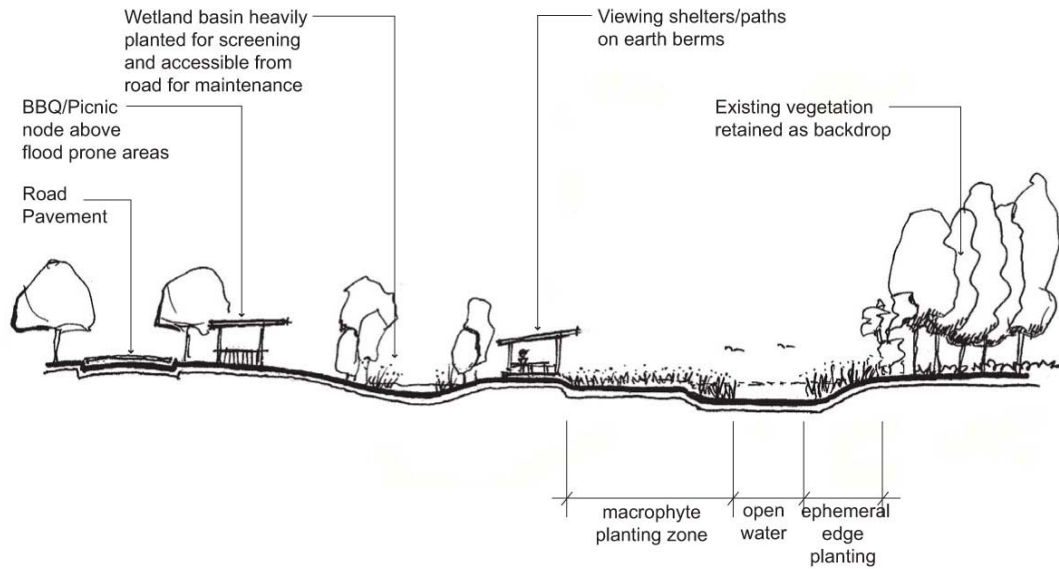 Wetland basin heavily
planted for screening
and accessible from
road for maintenance
Viewing shelters/paths
on earth berms
BBQ/Picnic
node above
flood prone areas
Existing vegetation
retained as backdrop
Road
Pavement
macrophyte
planting zone
open
water
ephemeral
edge
planting